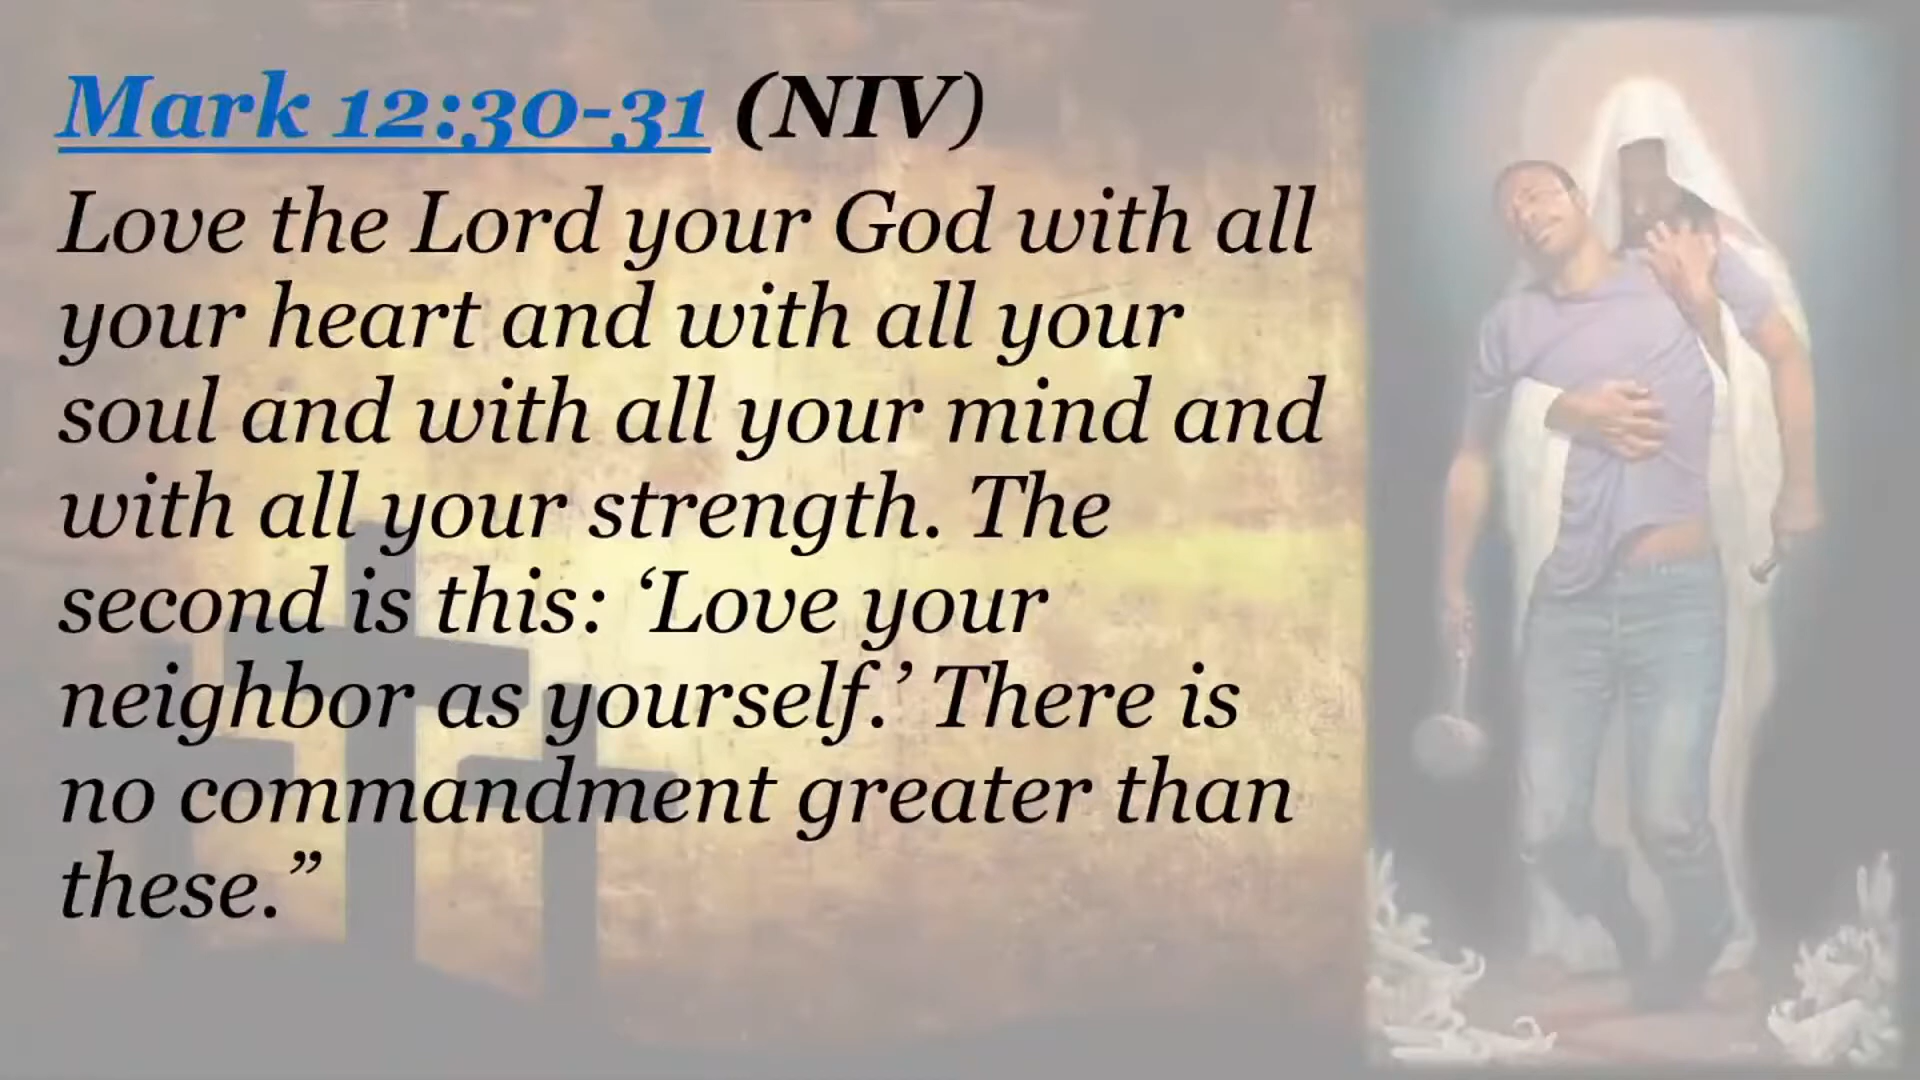 Mark 12:30-31 (NIV)
Love the Lord your God with all
your heart and with all your
soul and with all your mind and
with all your strength. The
second is this: ‘Love your
neighbor as yourself.’ There is
no commandment greater than
these.”